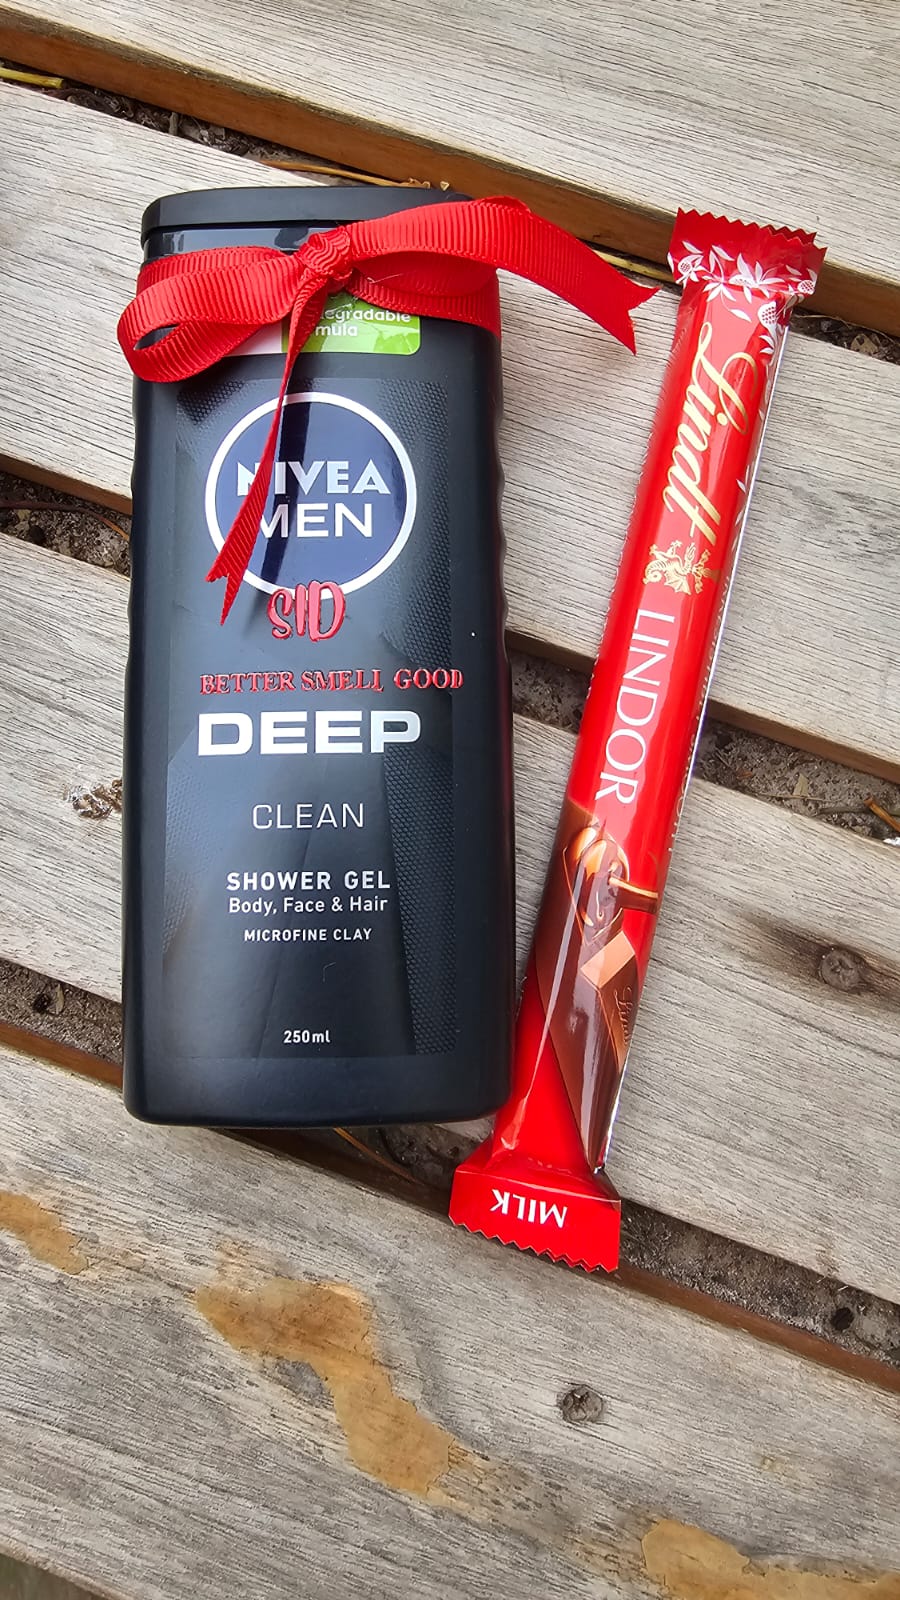 degradable
mula
NIVEA
MEN
SID
BETTER SMELL GOOD
DEEP
CLEAN
SHOWER GEL
Body, Face & Hair
MICROFINE CLAY
250ml
Lindt
LINDOR
MILK